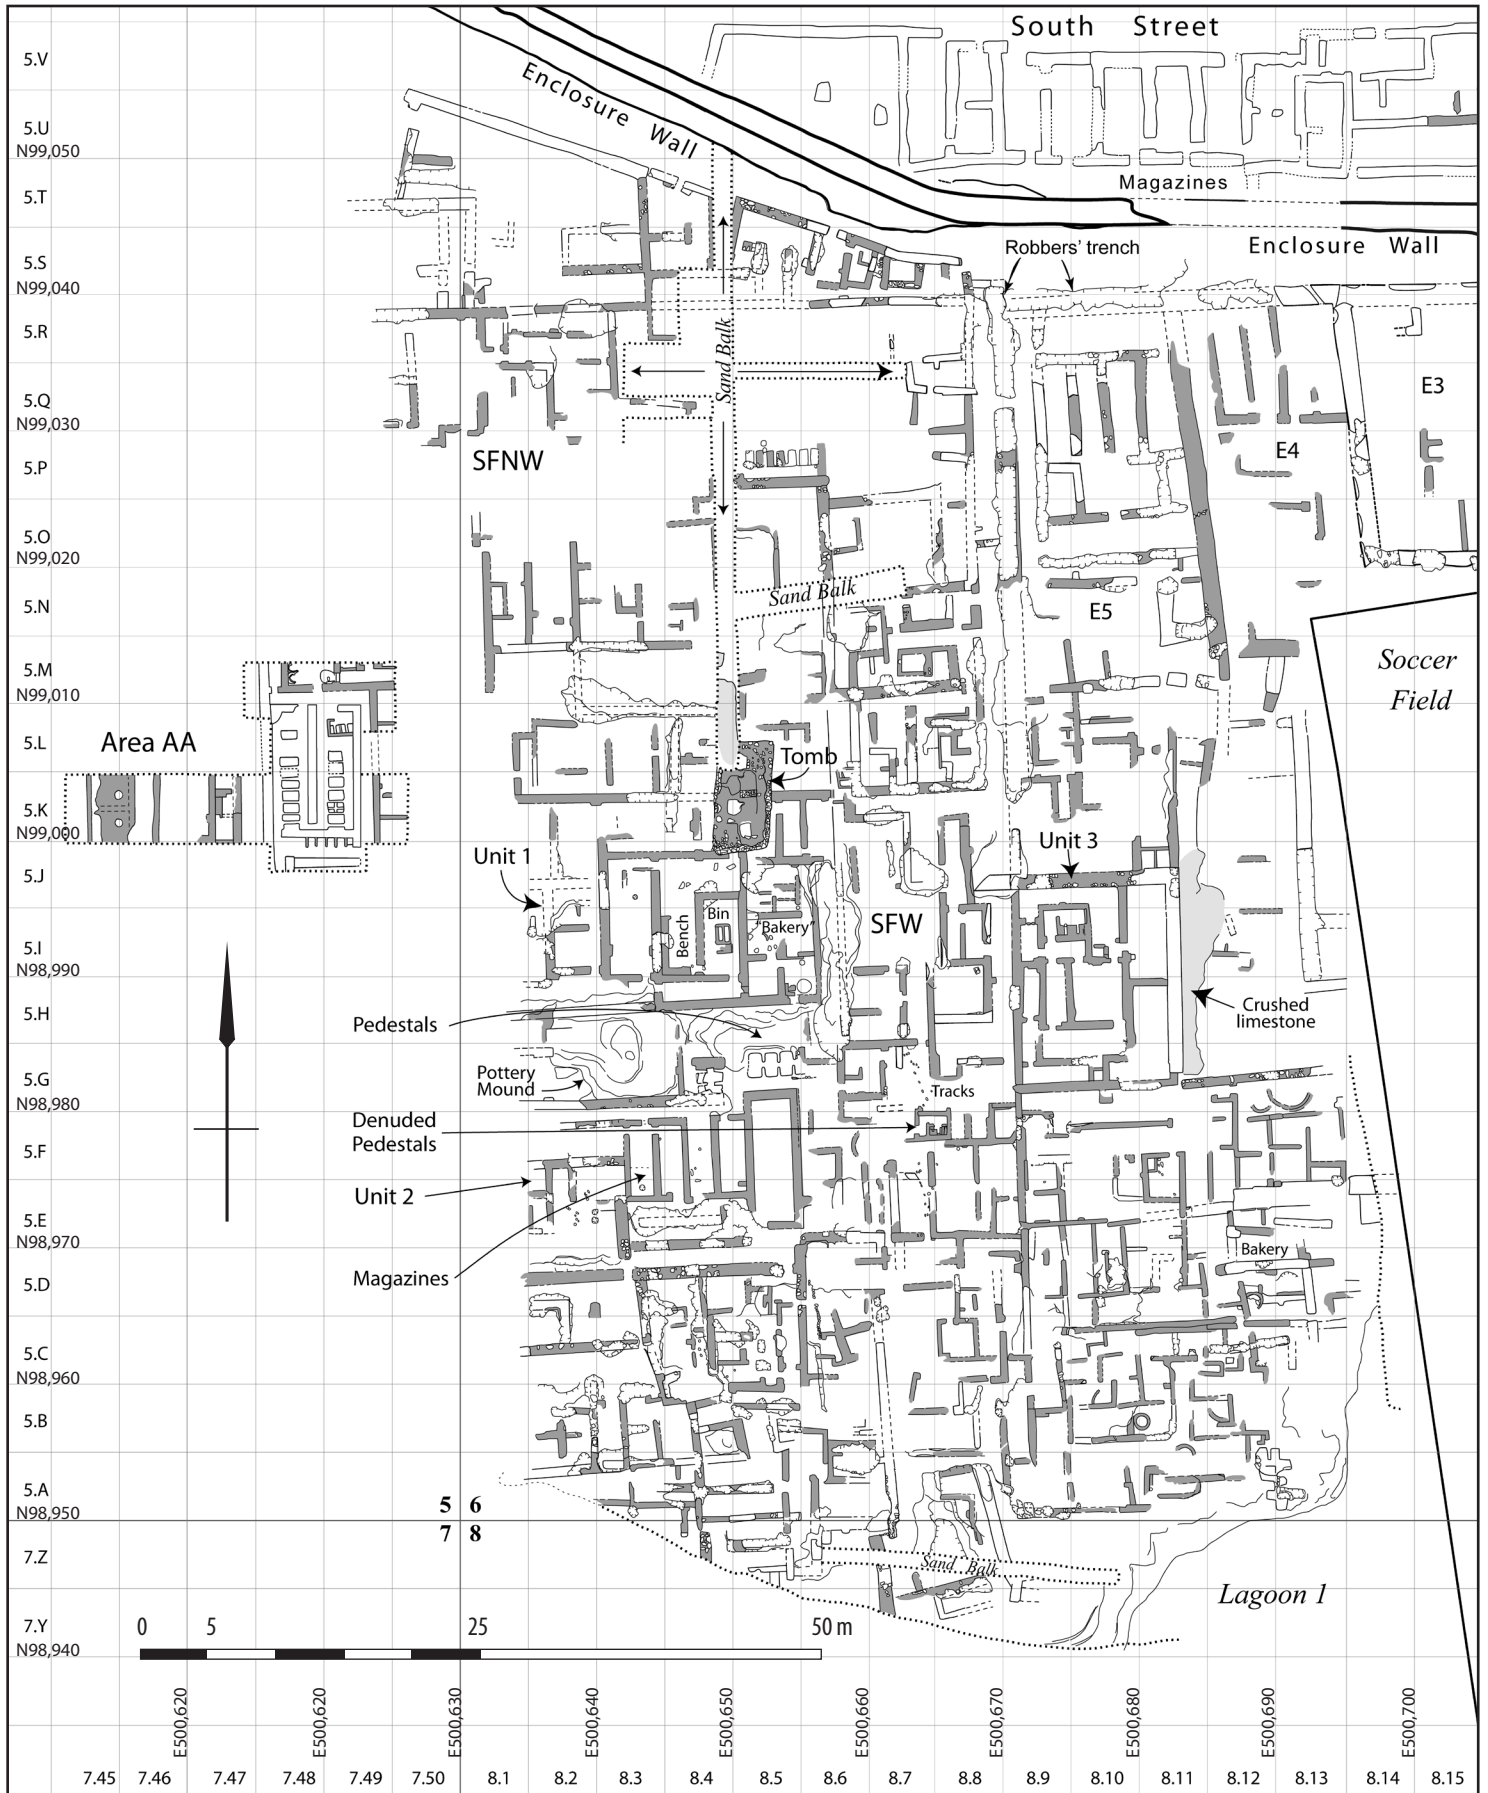 South Street
5.V
Enclosure Wall
5.U
N99,050
5.T
Magazines
5.S
Robbers' trench
Enclosure Wall
N99,040
5.R
Sand Balk
E3
5.Q
N99,030
SFNW
E4
5.P
5.O
N99,020
Sand Balk
5.N
E5
5.M
N99,010
Soccer
Field
Area AA
5.L
Tomb
5.K
N99,000
Unit 1
Unit 3
5.J
Bench
Bin
"Bakery"
SFW
5.I
N98,990
5.H
Pedestals
Crushed
limestone
5.G
N98,980
Pottery
Mound
Tracks
Denuded
Pedestals
5.F
Unit 2
5.E
N98,970
Bakery
5.D
Magazines
5.C
N98,960
5.B
5.A
N98,950
5 6
7 8
7.Z
Sand Balk
Lagoon 1
7.Y
N98,940
0 5 25 50 m
E500,620 E500,620 E500,630 E500,640 E500,650 E500,660 E500,670 E500,680 E500,690 E500,700
7.45 7.46 7.47 7.48 7.49 7.50 8.1 8.2 8.3 8.4 8.5 8.6 8.7 8.8 8.9 8.10 8.11 8.12 8.13 8.14 8.15